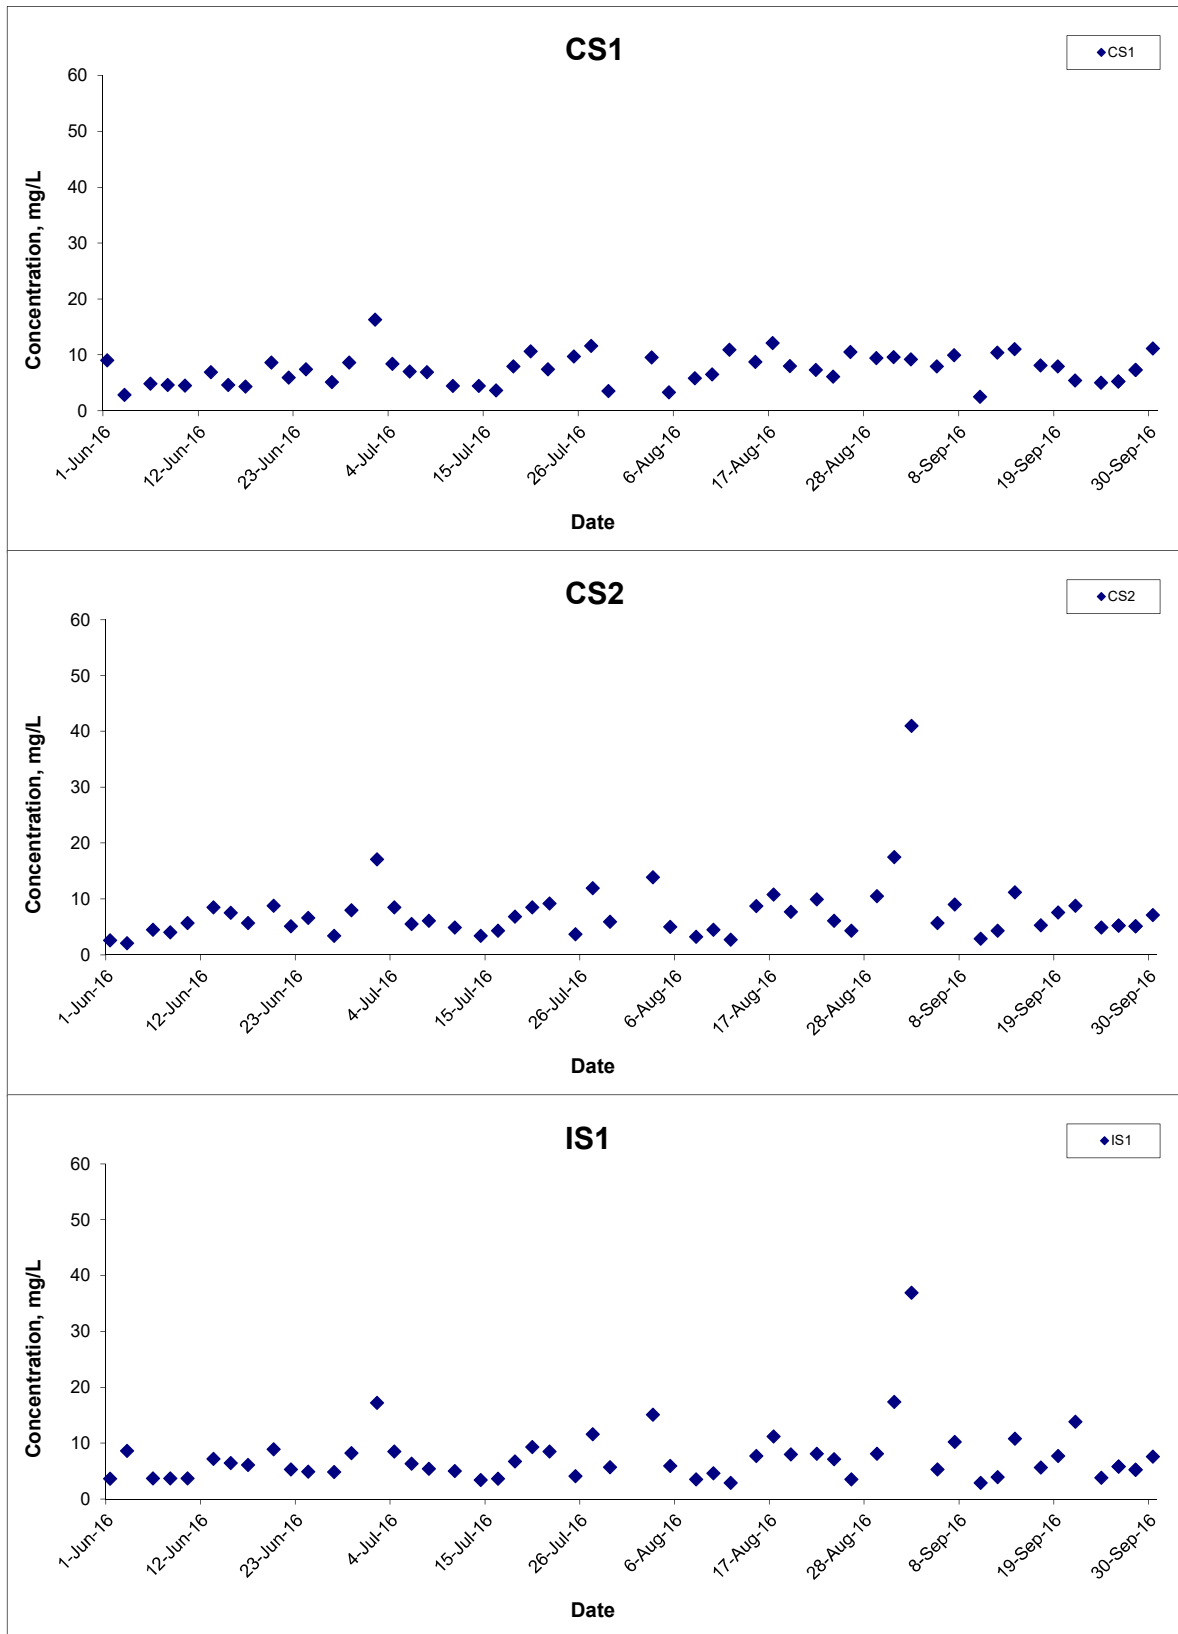 CS1
CS1
60
50
40
30
20
10
0
Concentration, mg/L
1-Jun-16
12-Jun-16
23-Jun-16
4-Jul-16
15-Jul-16
26-Jul-16
6-Aug-16
17-Aug-16
28-Aug-16
8-Sep-16
19-Sep-16
30-Sep-16
Date
CS2
CS2
60
50
40
30
20
10
0
Concentration, mg/L
1-Jun-16
12-Jun-16
23-Jun-16
4-Jul-16
15-Jul-16
26-Jul-16
6-Aug-16
17-Aug-16
28-Aug-16
8-Sep-16
19-Sep-16
30-Sep-16
Date
IS1
IS1
60
50
40
30
20
10
0
Concentration, mg/L
1-Jun-16
12-Jun-16
23-Jun-16
4-Jul-16
15-Jul-16
26-Jul-16
6-Aug-16
17-Aug-16
28-Aug-16
8-Sep-16
19-Sep-16
30-Sep-16
Date